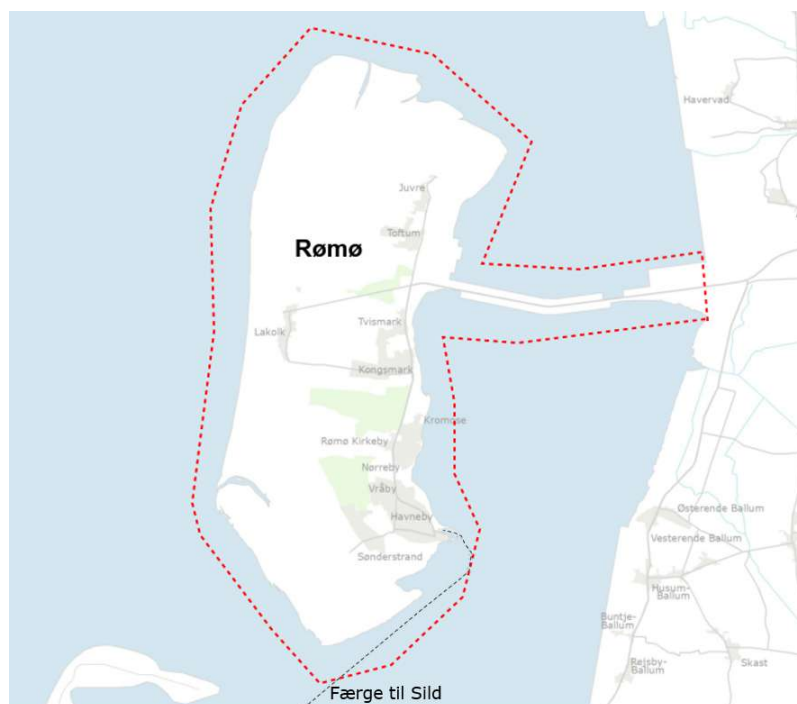 Havervad
Juvre
Toftum
Rømø
Tvismark
Lakolk
Kongsmark
Kromose
Rømø Kirkeby
Nørreby
Vråby
Havneby
Sønderstrand
Østerende Ballum
Vesterende Ballum
Husum-
Ballum
Buntje-
Ballum
Rejsby-
Ballum
Skast
Færge til Sild